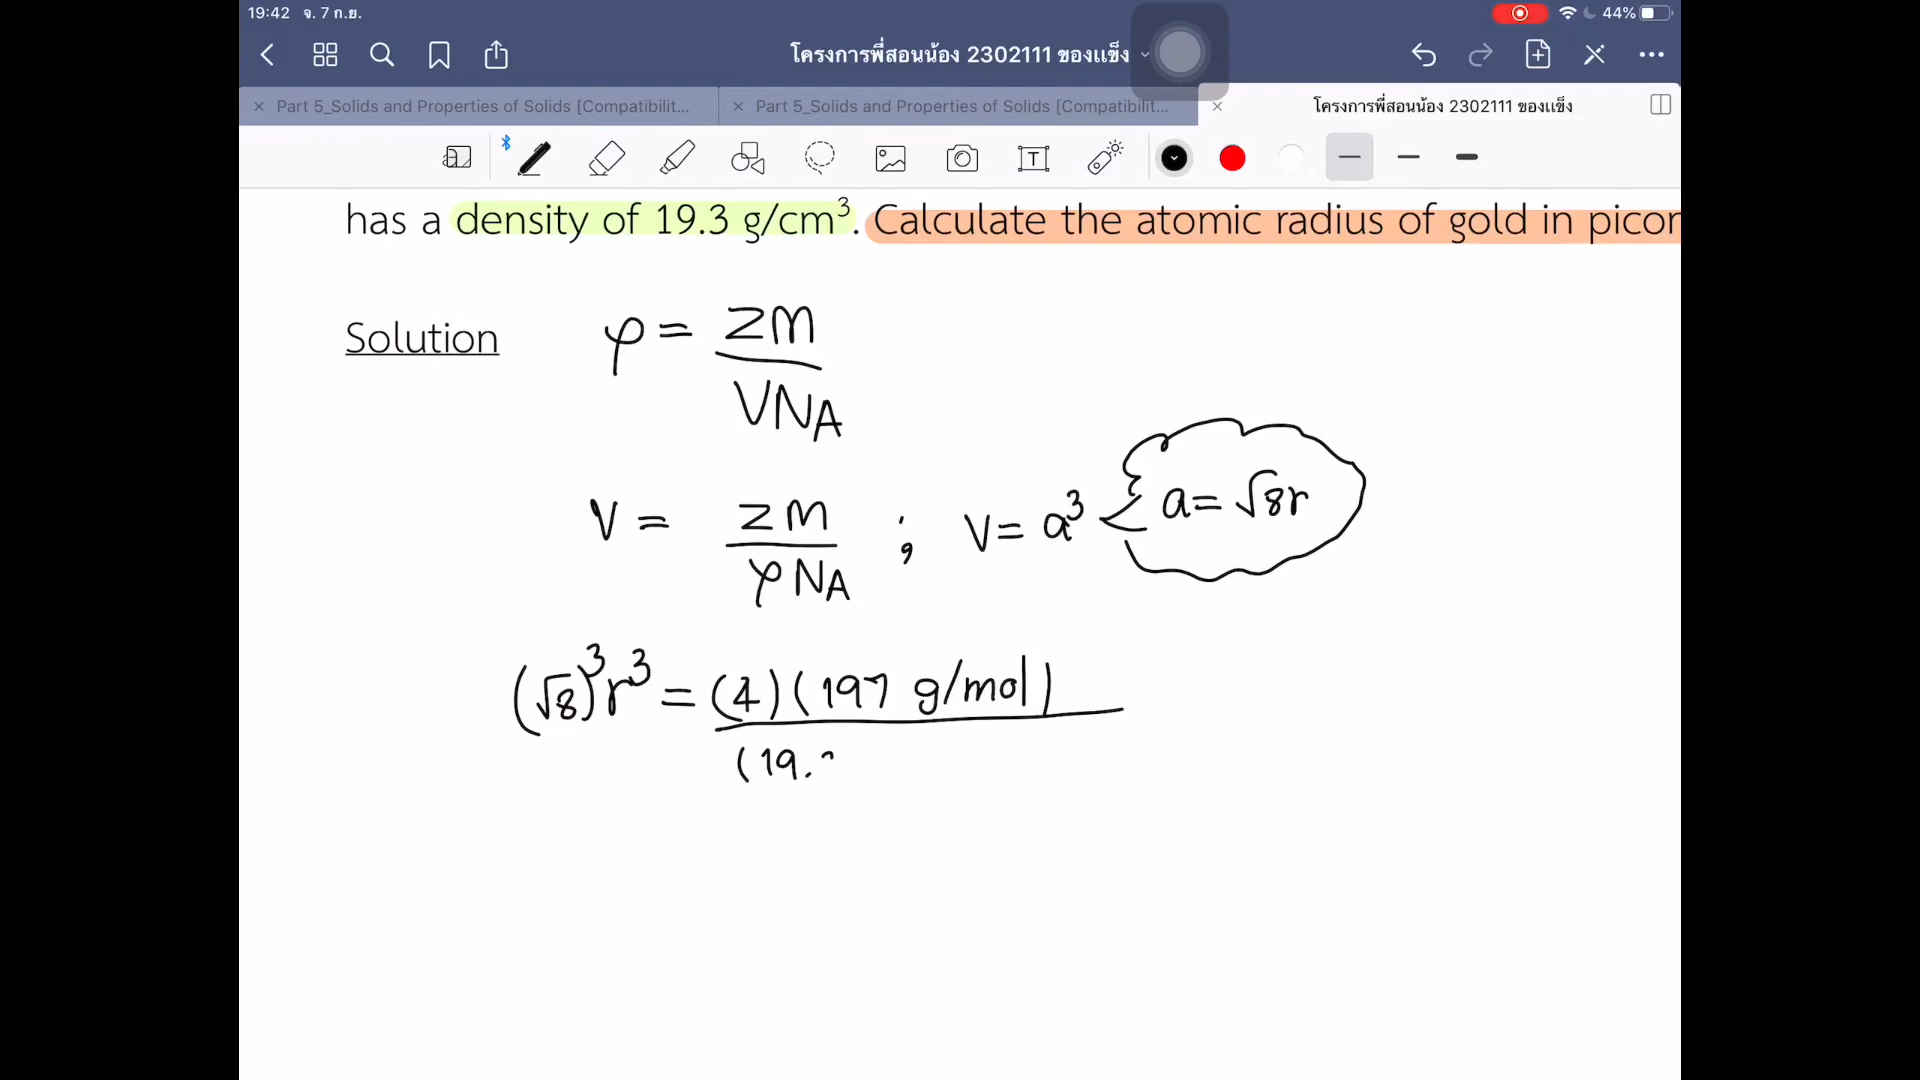 19:42 จ. 7 ก.ย. 44%
โครงการพี่สอนน้อง 2302111 ของแข็ง
Part 5_Solids and Properties of Solids [Compatibilit... Part 5_Solids and Properties of Solids [Compatibilit... โครงการพี่สอนน้อง 2302111 ของแข็ง
has a density of 19.3 g/cm³. Calculate the atomic radius of gold in picor
Solution ρ = ZM / VNA
V = ZM / ρNA ; V = a³ a = √8r
(√8)³r³ = (4)(197 g/mol)
(19.